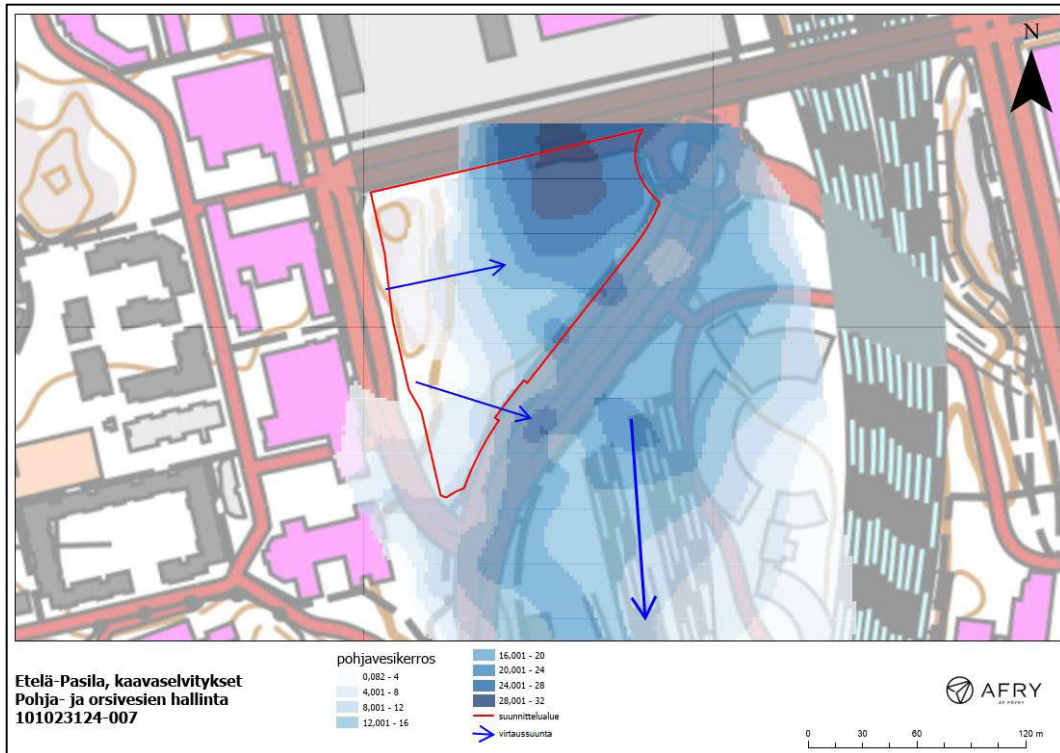 N
Etelä-Pasila, kaavaselvitykset
Pohja- ja orsivesien hallinta
101023124-007
pohjavesikerros
0,082 - 4
4,001 - 8
8,001 - 12
12,001 - 16
16,001 - 20
20,001 - 24
24,001 - 28
28,001 - 32
suunnittelualue
virtaussuunta
AFRY
AF PÖYRY
0 30 60 120 m